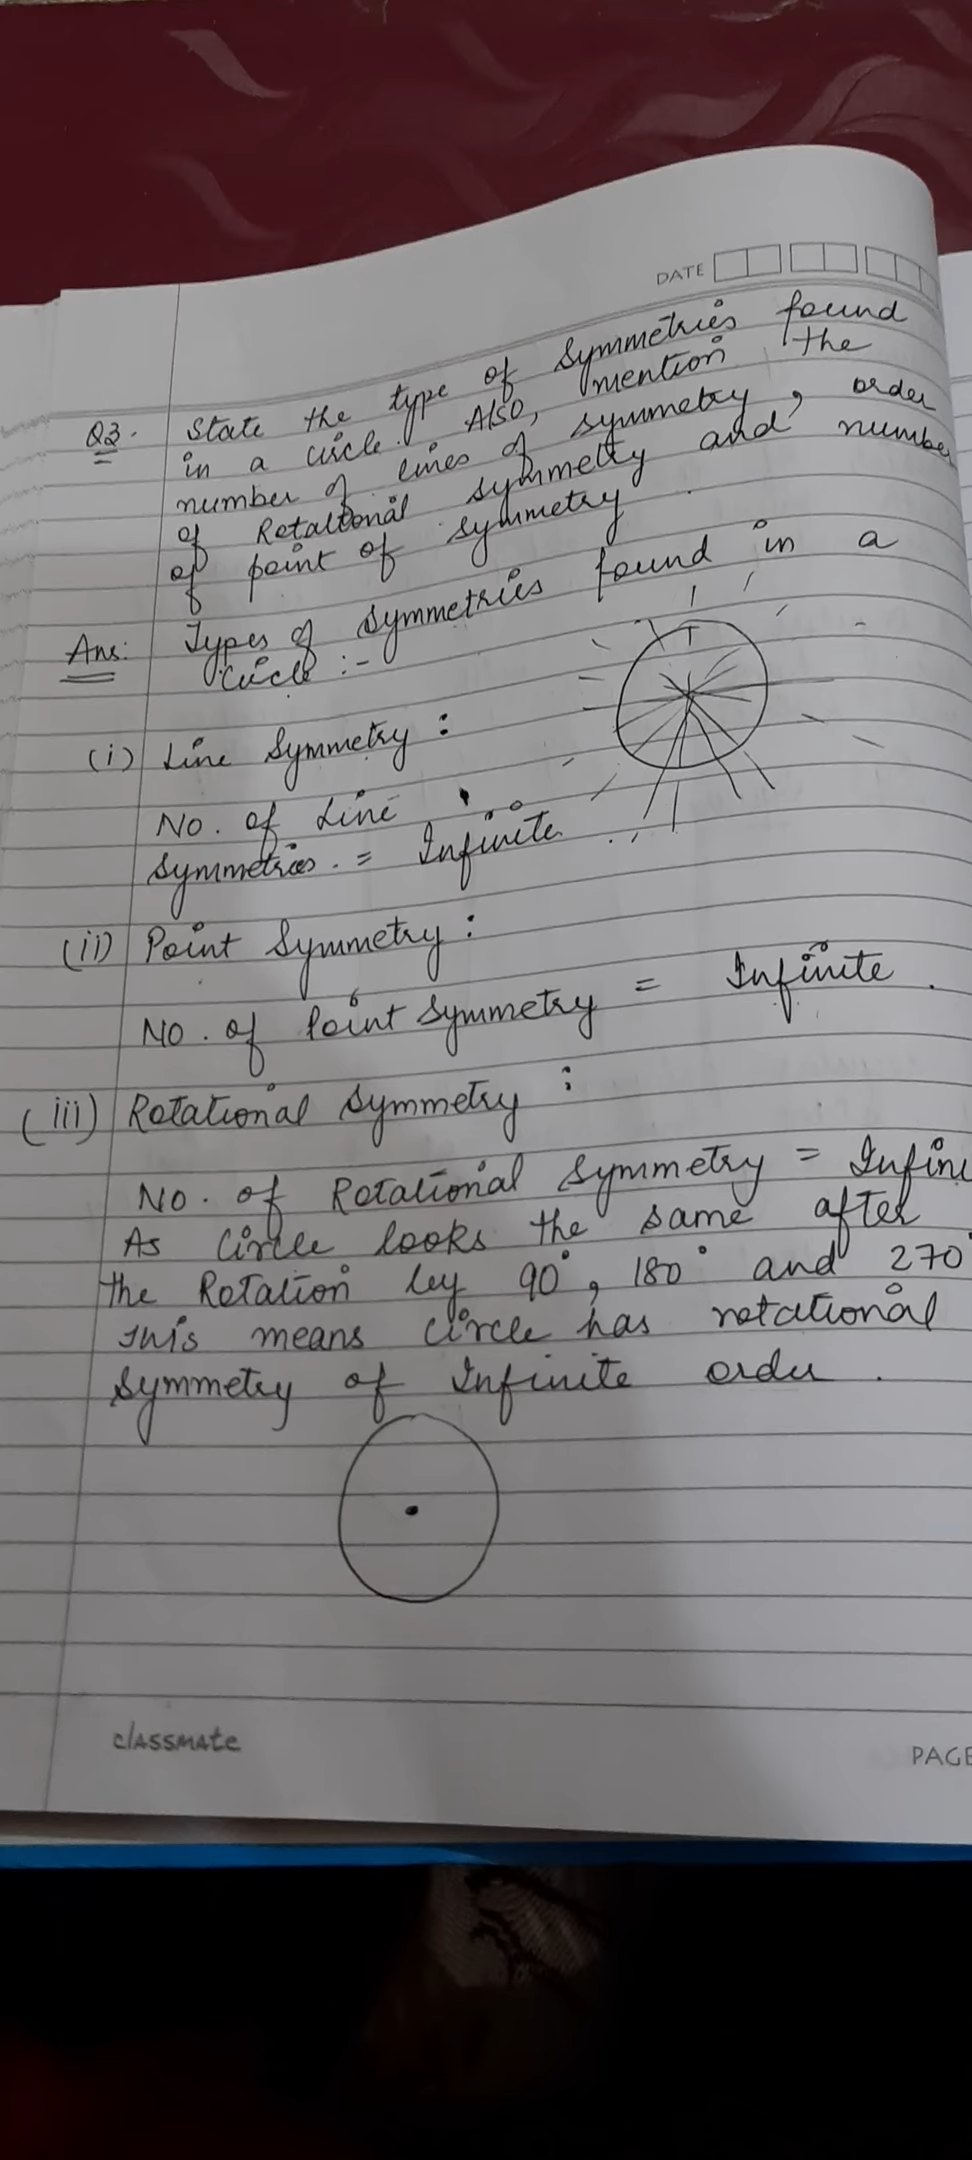 DATE
Q3. State the type of Symmetries found
in a circle. Also, mention the
number of lines of symmetry, order
of Rotational symmetry and number
of point of symmetry
Ans: Types of Symmetries found in a
Circle :-
(i) Line Symmetry :
No. of Line
Symmetries. = Infinite
(ii) Point Symmetry :
No. of Point Symmetry = Infinite.
(iii) Rotational Symmetry :
No. of Rotational Symmetry = Infini
As Circle looks the same after
the Rotation by 90°, 180° and 270°
This means Circle has rotational
Symmetry of Infinite order.
classmate
PAGE